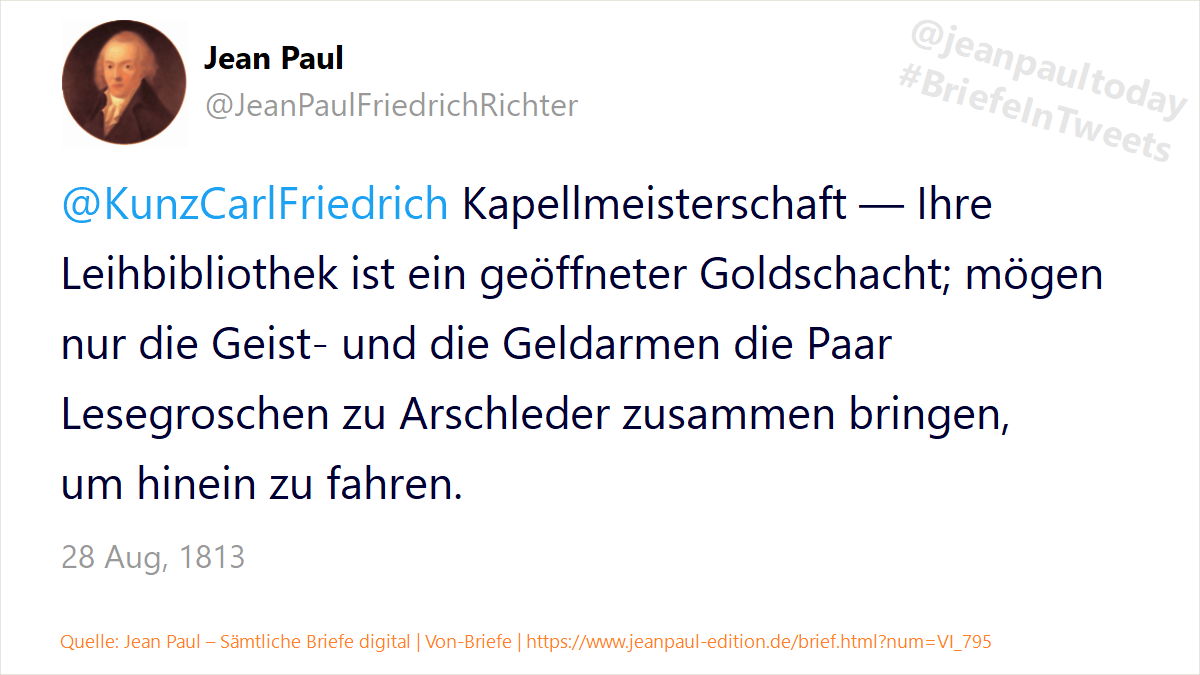 Jean Paul
@JeanPaulFriedrichRichter
@jeanpaultoday
#BriefeInTweets
@KunzCarlFriedrich Kapellmeisterschaft — Ihre
Leihbibliothek ist ein geöffneter Goldschacht; mögen
nur die Geist- und die Geldarmen die Paar
Lesegroschen zu Arschleder zusammen bringen,
um hinein zu fahren.
28 Aug, 1813
Quelle: Jean Paul – Sämtliche Briefe digital | Von-Briefe | https://www.jeanpaul-edition.de/brief.html?num=VI_795